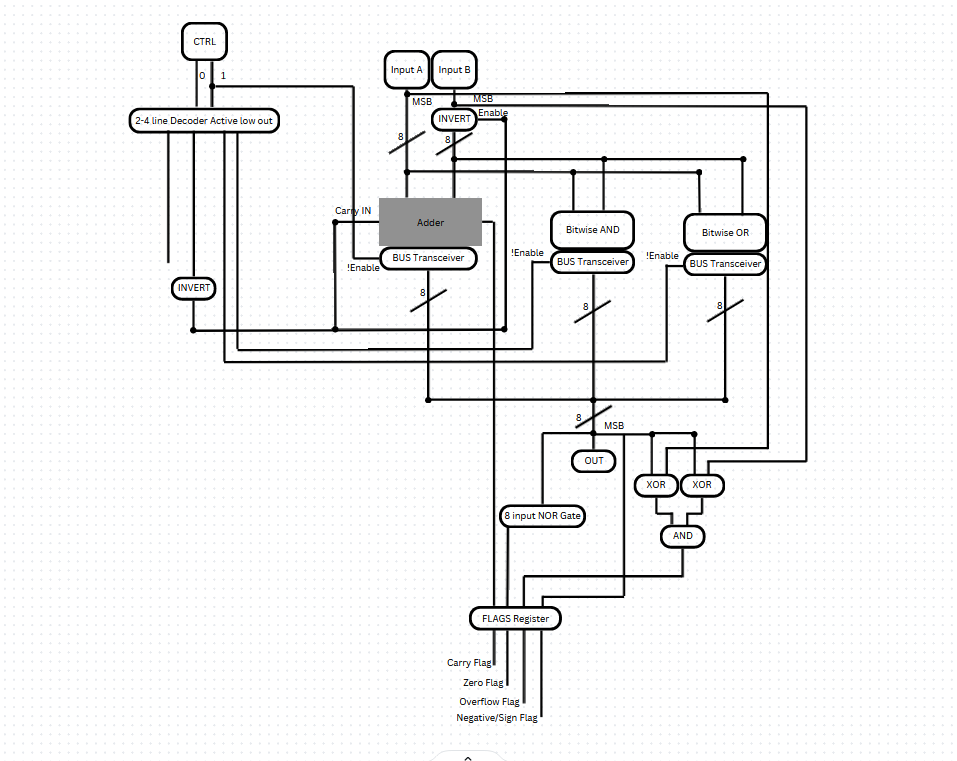 CTRL
0 1
Input A Input B
MSB MSB
2-4 line Decoder Active low out
INVERT Enable
8 8
Carry IN
Adder
Bitwise AND Bitwise OR
BUS Transceiver
!Enable
!Enable
BUS Transceiver
!Enable
BUS Transceiver
INVERT
8 8 8
8 MSB
OUT
XOR XOR
8 input NOR Gate
AND
FLAGS Register
Carry Flag
Zero Flag
Overflow Flag
Negative/Sign Flag